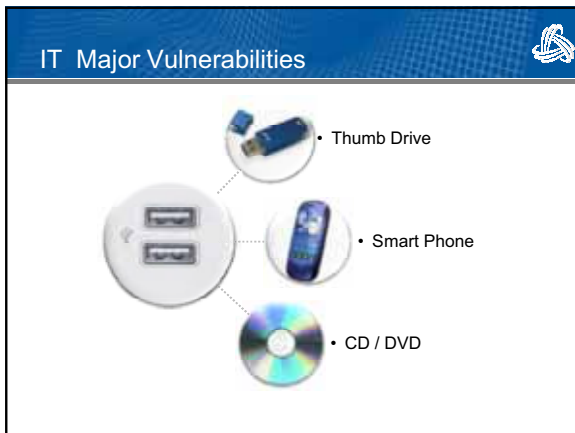 IT Major Vulnerabilities
• Thumb Drive
• Smart Phone
• CD / DVD